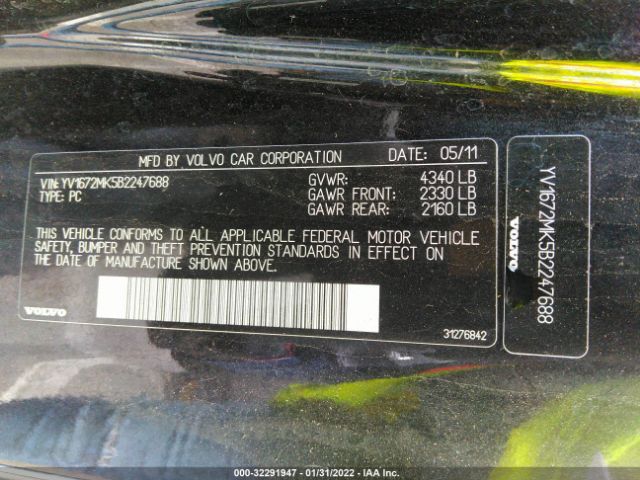 MFD BY VOLVO CAR CORPORATION DATE: 05/11
VIN: YV1672MK5B2247688
TYPE: PC
GVWR: 4340 LB
GAWR FRONT: 2330 LB
GAWR REAR: 2160 LB
THIS VEHICLE CONFORMS TO ALL APPLICABLE FEDERAL MOTOR VEHICLE
SAFETY, BUMPER AND THEFT PREVENTION STANDARDS IN EFFECT ON
THE DATE OF MANUFACTURE SHOWN ABOVE.
VOLVO
31276842
YV1672MK5B2247688
VOLVO
000-32291947 - 01/31/2022 - IAA Inc.